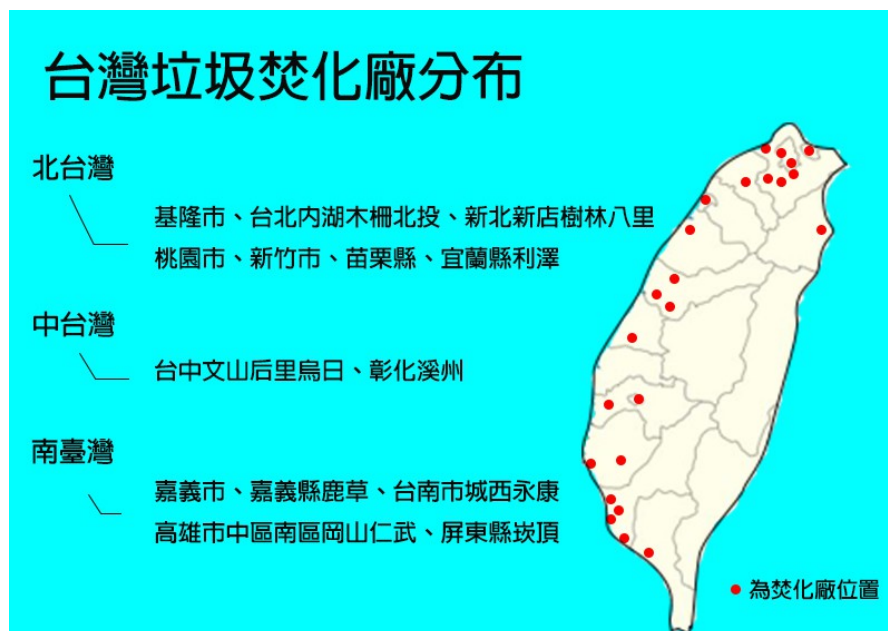 台灣垃圾焚化廠分布
北台灣
基隆市、台北內湖木柵北投、新北新店樹林八里
桃園市、新竹市、苗栗縣、宜蘭縣利澤
中台灣
台中文山后里烏日、彰化溪州
南臺灣
嘉義市、嘉義縣鹿草、台南市城西永康
高雄市中區南區岡山仁武、屏東縣崁頂
為焚化廠位置